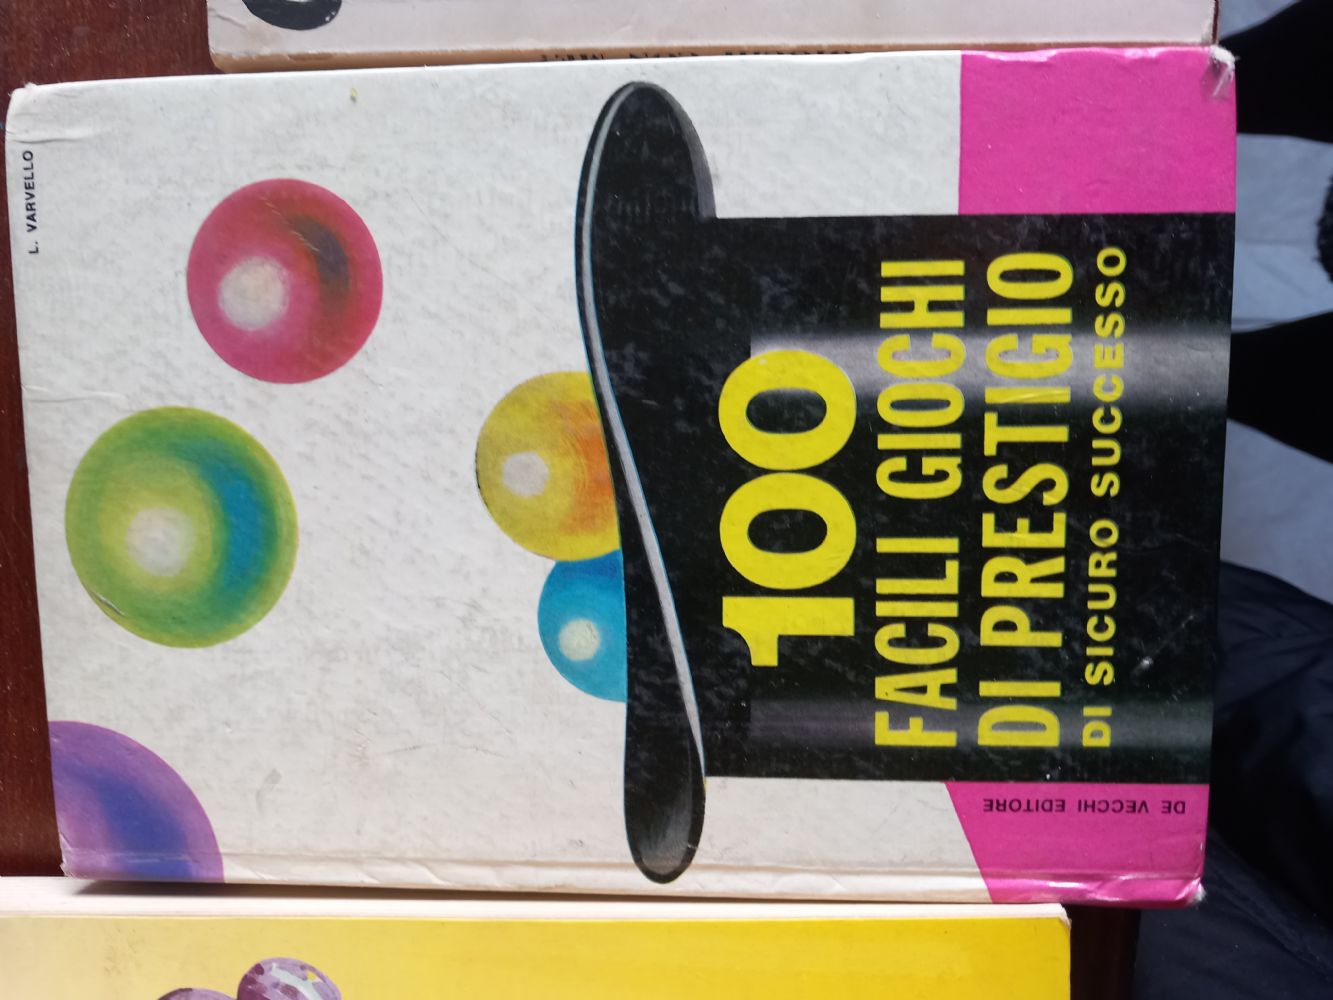 L. VARVELLO
100
FACILI GIOCHI
DI PRESTIGIO
DI SICURO SUCCESSO
DE VECCHI EDITORE